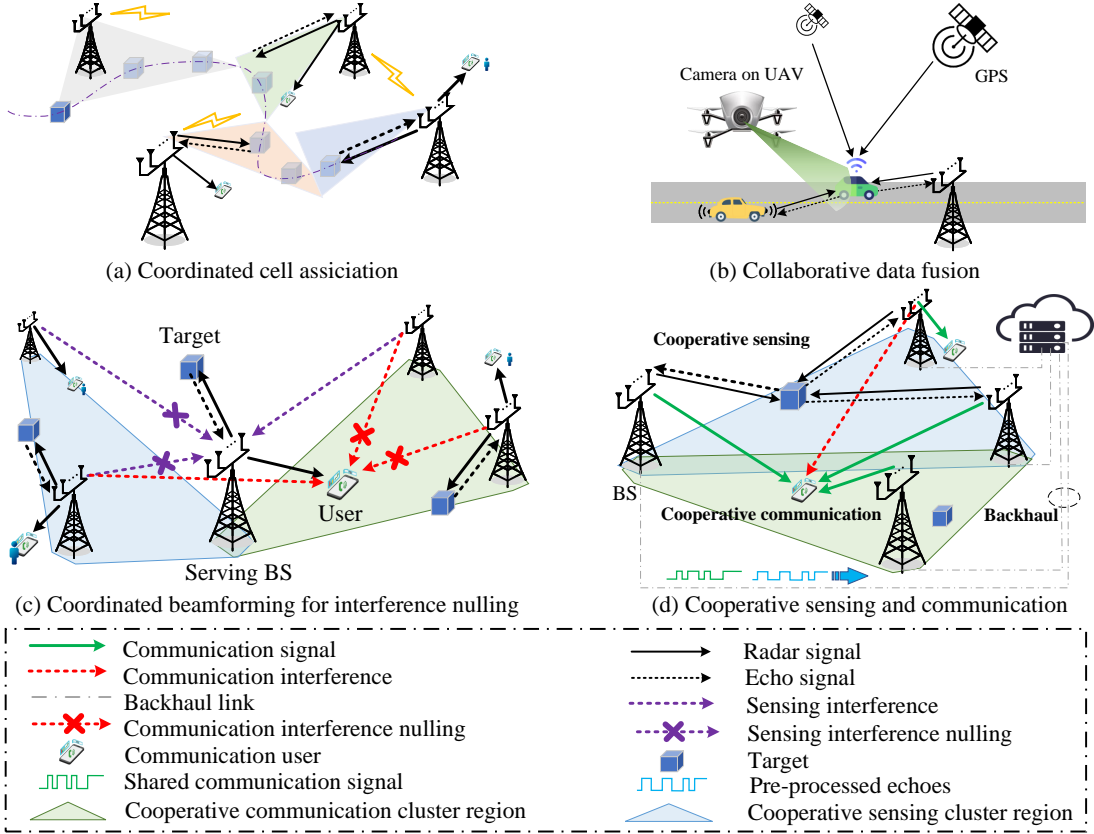 Camera on UAV
GPS
(a) Coordinated cell assiciation
(b) Collaborative data fusion
Target
User
Serving BS
(c) Coordinated beamforming for interference nulling
Cooperative sensing
BS
Cooperative communication
Backhaul
(d) Cooperative sensing and communication
Communication signal
Communication interference
Backhaul link
Communication interference nulling
Communication user
Shared communication signal
Cooperative communication cluster region
Radar signal
Echo signal
Sensing interference
Sensing interference nulling
Target
Pre-processed echoes
Cooperative sensing cluster region